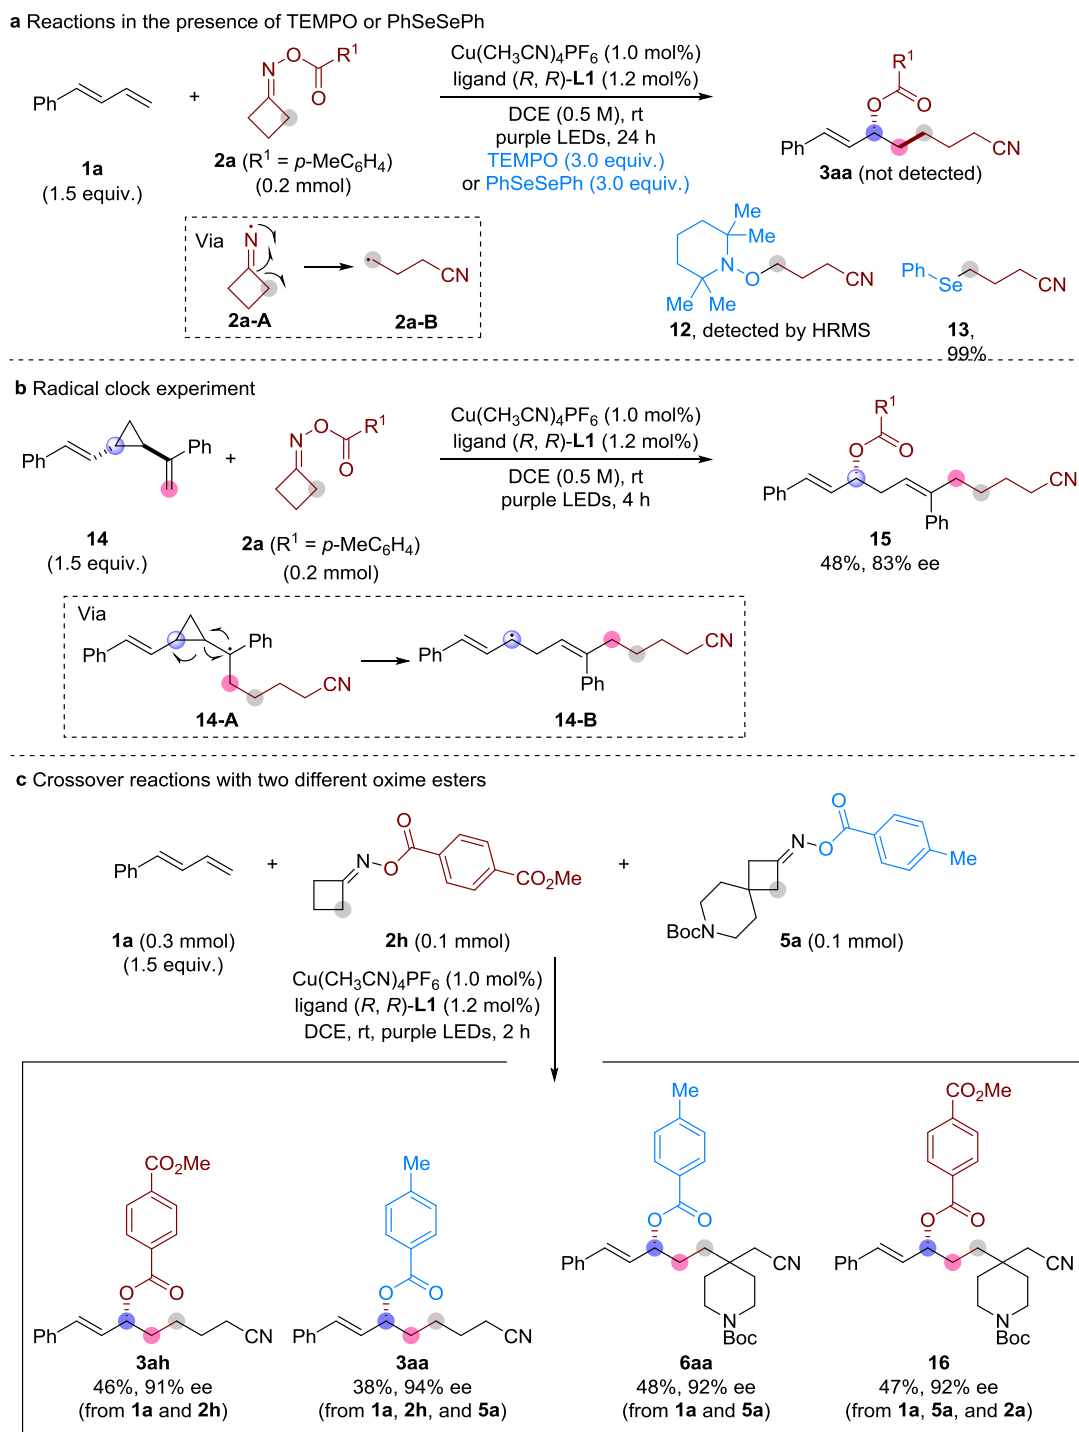 a Reactions in the presence of TEMPO or PhSeSePh
Ph
1a
(1.5 equiv.)
+
N
O
R1
O
2a (R1 = p-MeC6H4)
(0.2 mmol)
Cu(CH3CN)4PF6 (1.0 mol%)
ligand (R, R)-L1 (1.2 mol%)
DCE (0.5 M), rt
purple LEDs, 24 h
TEMPO (3.0 equiv.)
or PhSeSePh (3.0 equiv.)
R1
O
O
Ph
CN
3aa (not detected)
Via
N
2a-A
CN
2a-B
Me
Me
N
O
CN
Me
Me
12, detected by HRMS
Ph
Se
CN
13,
99%
b Radical clock experiment
Ph
Ph
14
(1.5 equiv.)
+
N
O
R1
O
2a (R1 = p-MeC6H4)
(0.2 mmol)
Cu(CH3CN)4PF6 (1.0 mol%)
ligand (R, R)-L1 (1.2 mol%)
DCE (0.5 M), rt
purple LEDs, 4 h
R1
O
O
Ph
CN
Ph
15
48%, 83% ee
Via
Ph
Ph
CN
14-A
Ph
CN
Ph
14-B
c Crossover reactions with two different oxime esters
Ph
1a (0.3 mmol)
(1.5 equiv.)
+
N
O
O
CO2Me
2h (0.1 mmol)
+
N
O
O
Me
BocN
5a (0.1 mmol)
Cu(CH3CN)4PF6 (1.0 mol%)
ligand (R, R)-L1 (1.2 mol%)
DCE, rt, purple LEDs, 2 h
CO2Me
O
O
Ph
CN
3ah
46%, 91% ee
(from 1a and 2h)
Me
O
O
Ph
CN
3aa
38%, 94% ee
(from 1a, 2h, and 5a)
Me
O
O
Ph
CN
N
Boc
6aa
48%, 92% ee
(from 1a and 5a)
CO2Me
O
O
Ph
CN
N
Boc
16
47%, 92% ee
(from 1a, 5a, and 2a)